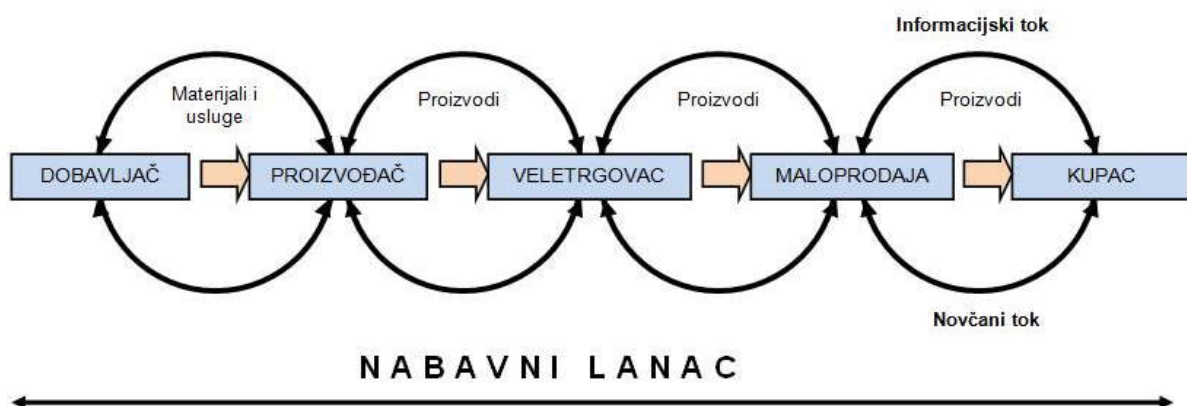 Informacijski tok
Materijali i
usluge
Proizvodi
Proizvodi
Proizvodi
DOBAVLJAČ
PROIZVOĐAČ
VELETRGOVAC
MALOPRODAJA
KUPAC
Novčani tok
NABAVNI LANAC